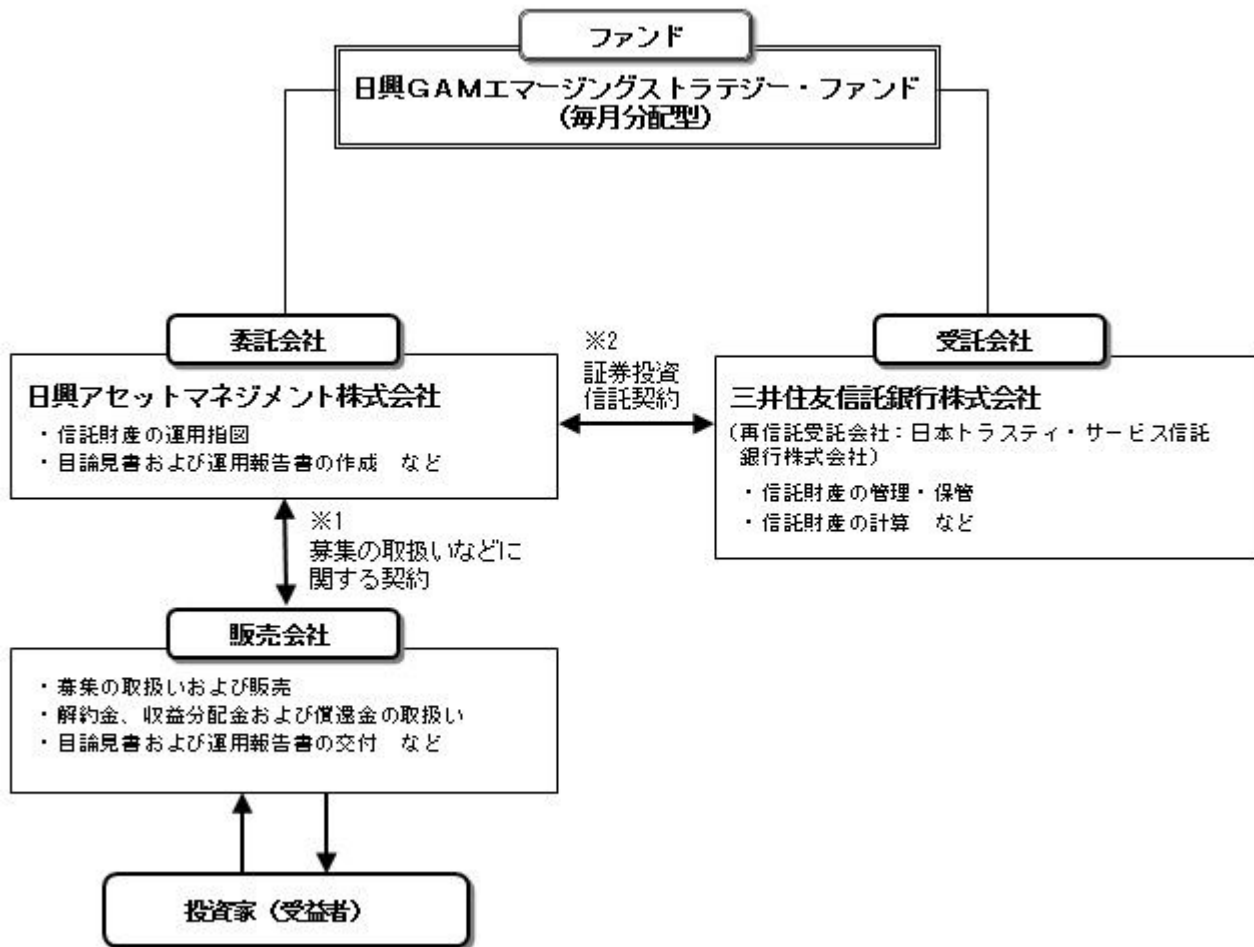 ファンド
日興GAMエマージングストラテジー・ファンド
(毎月分配型)
委託会社
日興アセットマネジメント株式会社
・信託財産の運用指図
・目論見書および運用報告書の作成 など
※2
証券投資
信託契約
受託会社
三井住友信託銀行株式会社
(再信託受託会社：日本トラスティ・サービス信託
銀行株式会社)
・信託財産の管理・保管
・信託財産の計算 など
※1
募集の取扱いなどに
関する契約
販売会社
・募集の取扱いおよび販売
・解約金、収益分配金および償還金の取扱い
・目論見書および運用報告書の交付 など
投資家（受益者）